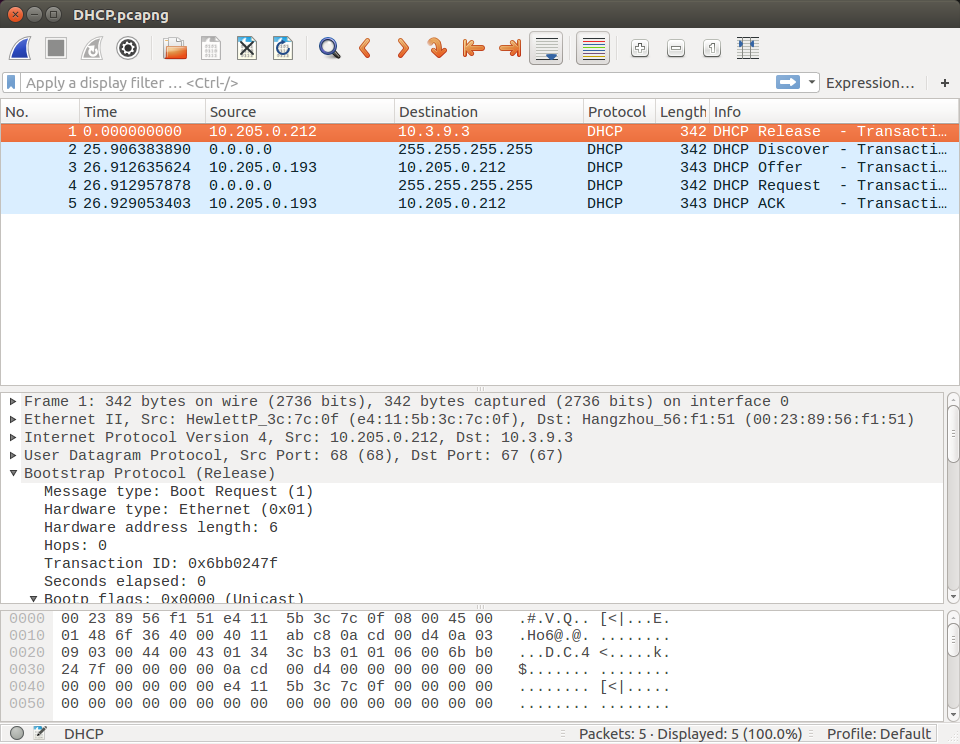 DHCP.pcapng
Apply a display filter … <Ctrl-/> Expression… +
No. Time Source Destination Protocol Length Info
1 0.000000000 10.205.0.212 10.3.9.3 DHCP 342 DHCP Release - Transacti…
2 25.906383890 0.0.0.0 255.255.255.255 DHCP 342 DHCP Discover - Transacti…
3 26.912635624 10.205.0.193 10.205.0.212 DHCP 343 DHCP Offer - Transacti…
4 26.912957878 0.0.0.0 255.255.255.255 DHCP 342 DHCP Request - Transacti…
5 26.929053403 10.205.0.193 10.205.0.212 DHCP 343 DHCP ACK - Transacti…
Frame 1: 342 bytes on wire (2736 bits), 342 bytes captured (2736 bits) on interface 0
Ethernet II, Src: HewlettP_3c:7c:0f (e4:11:5b:3c:7c:0f), Dst: Hangzhou_56:f1:51 (00:23:89:56:f1:51)
Internet Protocol Version 4, Src: 10.205.0.212, Dst: 10.3.9.3
User Datagram Protocol, Src Port: 68 (68), Dst Port: 67 (67)
Bootstrap Protocol (Release)
Message type: Boot Request (1)
Hardware type: Ethernet (0x01)
Hardware address length: 6
Hops: 0
Transaction ID: 0x6bb0247f
Seconds elapsed: 0
Bootp flags: 0x0000 (Unicast)
0000 00 23 89 56 f1 51 e4 11 5b 3c 7c 0f 08 00 45 00 .#.V.Q.. [<|...E.
0010 01 48 6f 36 40 00 40 11 ab c8 0a cd 00 d4 0a 03 .Ho6@.@. ........
0020 09 03 00 44 00 43 01 34 3c b3 01 01 06 00 6b b0 ...D.C.4 <.....k.
0030 24 7f 00 00 00 00 0a cd 00 d4 00 00 00 00 00 00 $....... ........
0040 00 00 00 00 00 00 e4 11 5b 3c 7c 0f 00 00 00 00 ........ [<|.....
0050 00 00 00 00 00 00 00 00 00 00 00 00 00 00 00 00 ........ ........
DHCP Packets: 5 · Displayed: 5 (100.0%) Profile: Default